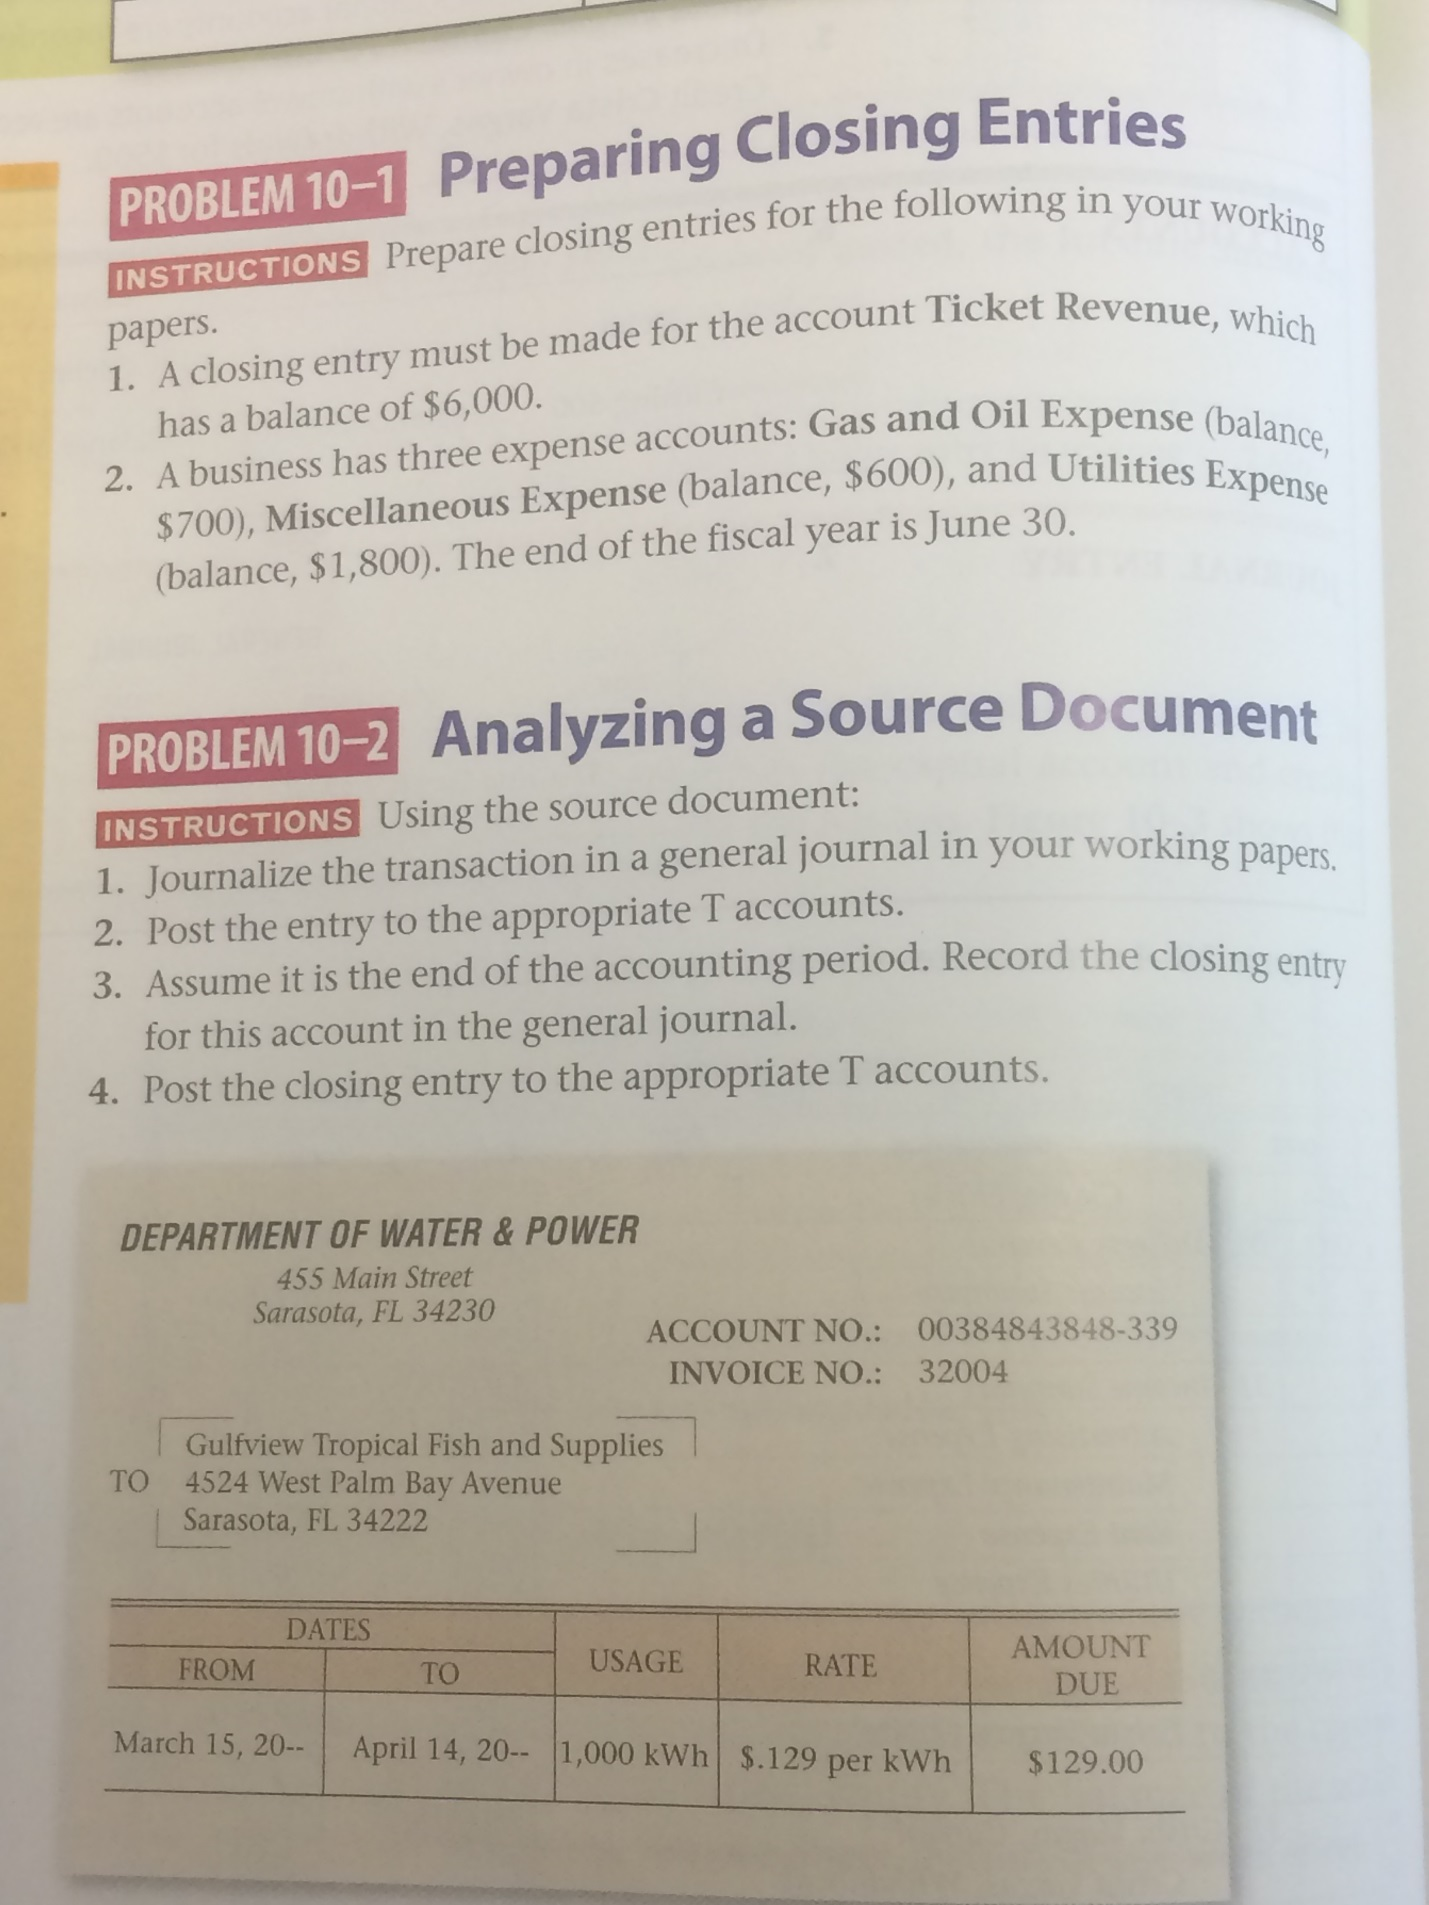 PROBLEM 10–1 Preparing Closing Entries
INSTRUCTIONS Prepare closing entries for the following in your working
papers.
1. A closing entry must be made for the account Ticket Revenue, which
has a balance of $6,000.
2. A business has three expense accounts: Gas and Oil Expense (balance,
$700), Miscellaneous Expense (balance, $600), and Utilities Expense
(balance, $1,800). The end of the fiscal year is June 30.
PROBLEM 10–2 Analyzing a Source Document
INSTRUCTIONS Using the source document:
1. Journalize the transaction in a general journal in your working papers.
2. Post the entry to the appropriate T accounts.
3. Assume it is the end of the accounting period. Record the closing entry
for this account in the general journal.
4. Post the closing entry to the appropriate T accounts.
DEPARTMENT OF WATER & POWER
455 Main Street
Sarasota, FL 34230
ACCOUNT NO.: 00384843848-339
INVOICE NO.: 32004
Gulfview Tropical Fish and Supplies
TO 4524 West Palm Bay Avenue
Sarasota, FL 34222
DATES
FROM TO USAGE RATE AMOUNT DUE
March 15, 20-- April 14, 20-- 1,000 kWh $.129 per kWh $129.00